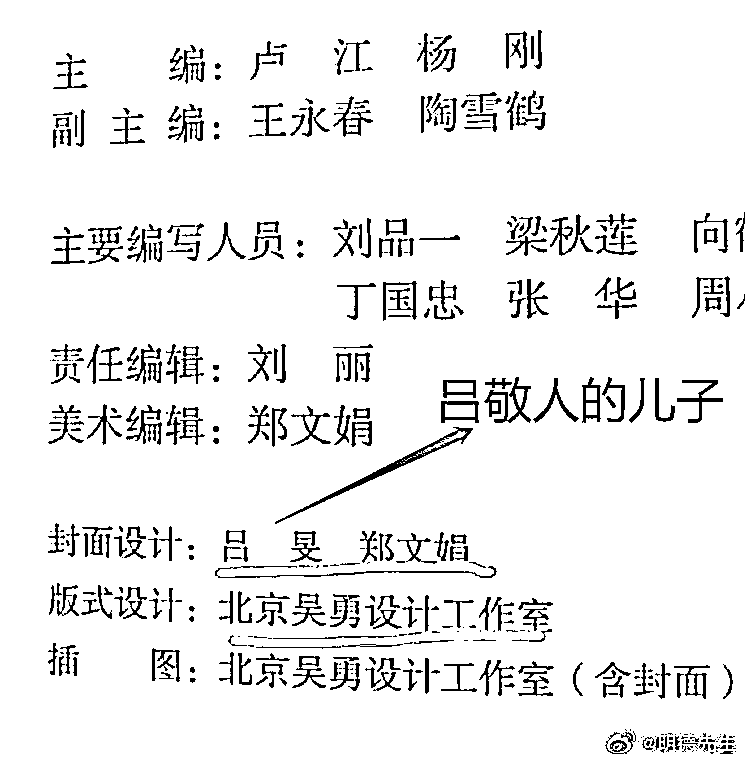 主 编：卢 江 杨 刚
副 主 编：王永春 陶雪鹤
主要编写人员：刘品一 梁秋莲 向
丁国忠 张 华 周
责任编辑：刘 丽
美术编辑：郑文娟
吕敬人的儿子
封面设计：吕 旻 郑文娟
版式设计：北京吴勇设计工作室
插 图：北京吴勇设计工作室（含封面）
@明德先生